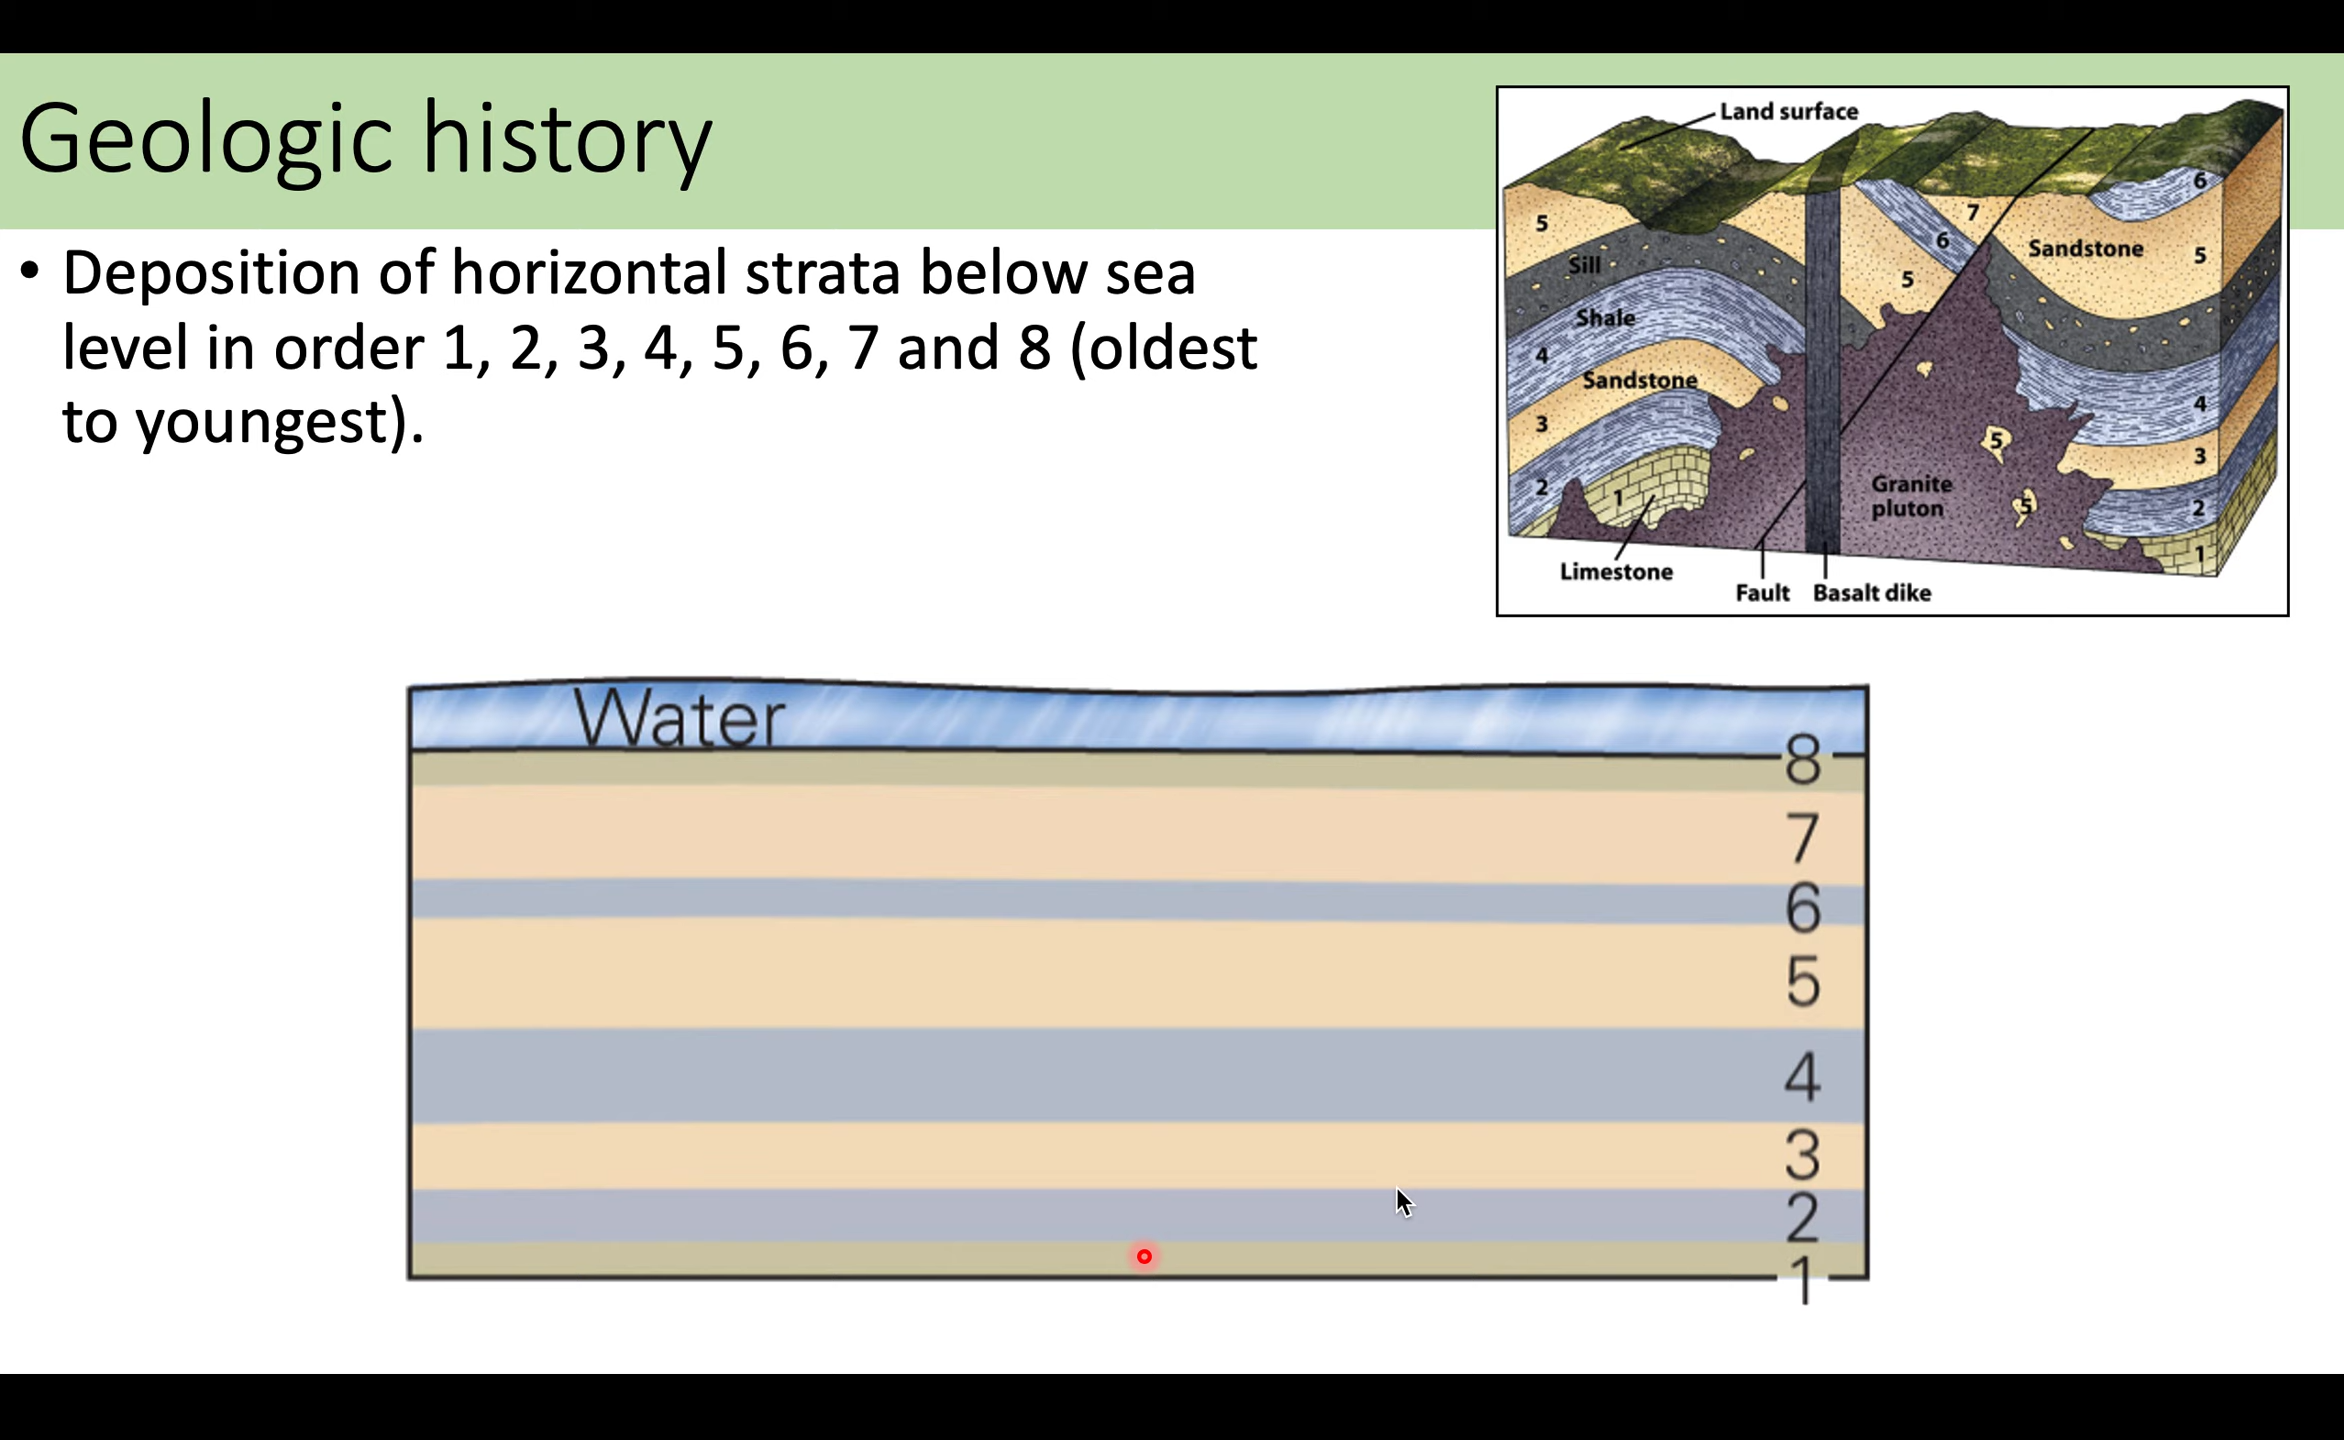 Geologic history
• Deposition of horizontal strata below sea
level in order 1, 2, 3, 4, 5, 6, 7 and 8 (oldest
to youngest).
Land surface
6
5
7
6
Sandstone
5
Sill
5
Shale
4
Sandstone
4
3
5
3
2
1
Granite
pluton
5
2
1
Limestone
Fault
Basalt dike
Water
8
7
6
5
4
3
2
1